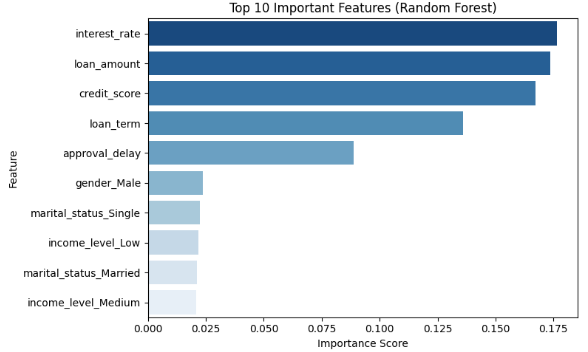 Top 10 Important Features (Random Forest)
interest_rate
loan_amount
credit_score
loan_term
approval_delay
gender_Male
marital_status_Single
income_level_Low
marital_status_Married
income_level_Medium
Feature
0.000 0.025 0.050 0.075 0.100 0.125 0.150 0.175
Importance Score